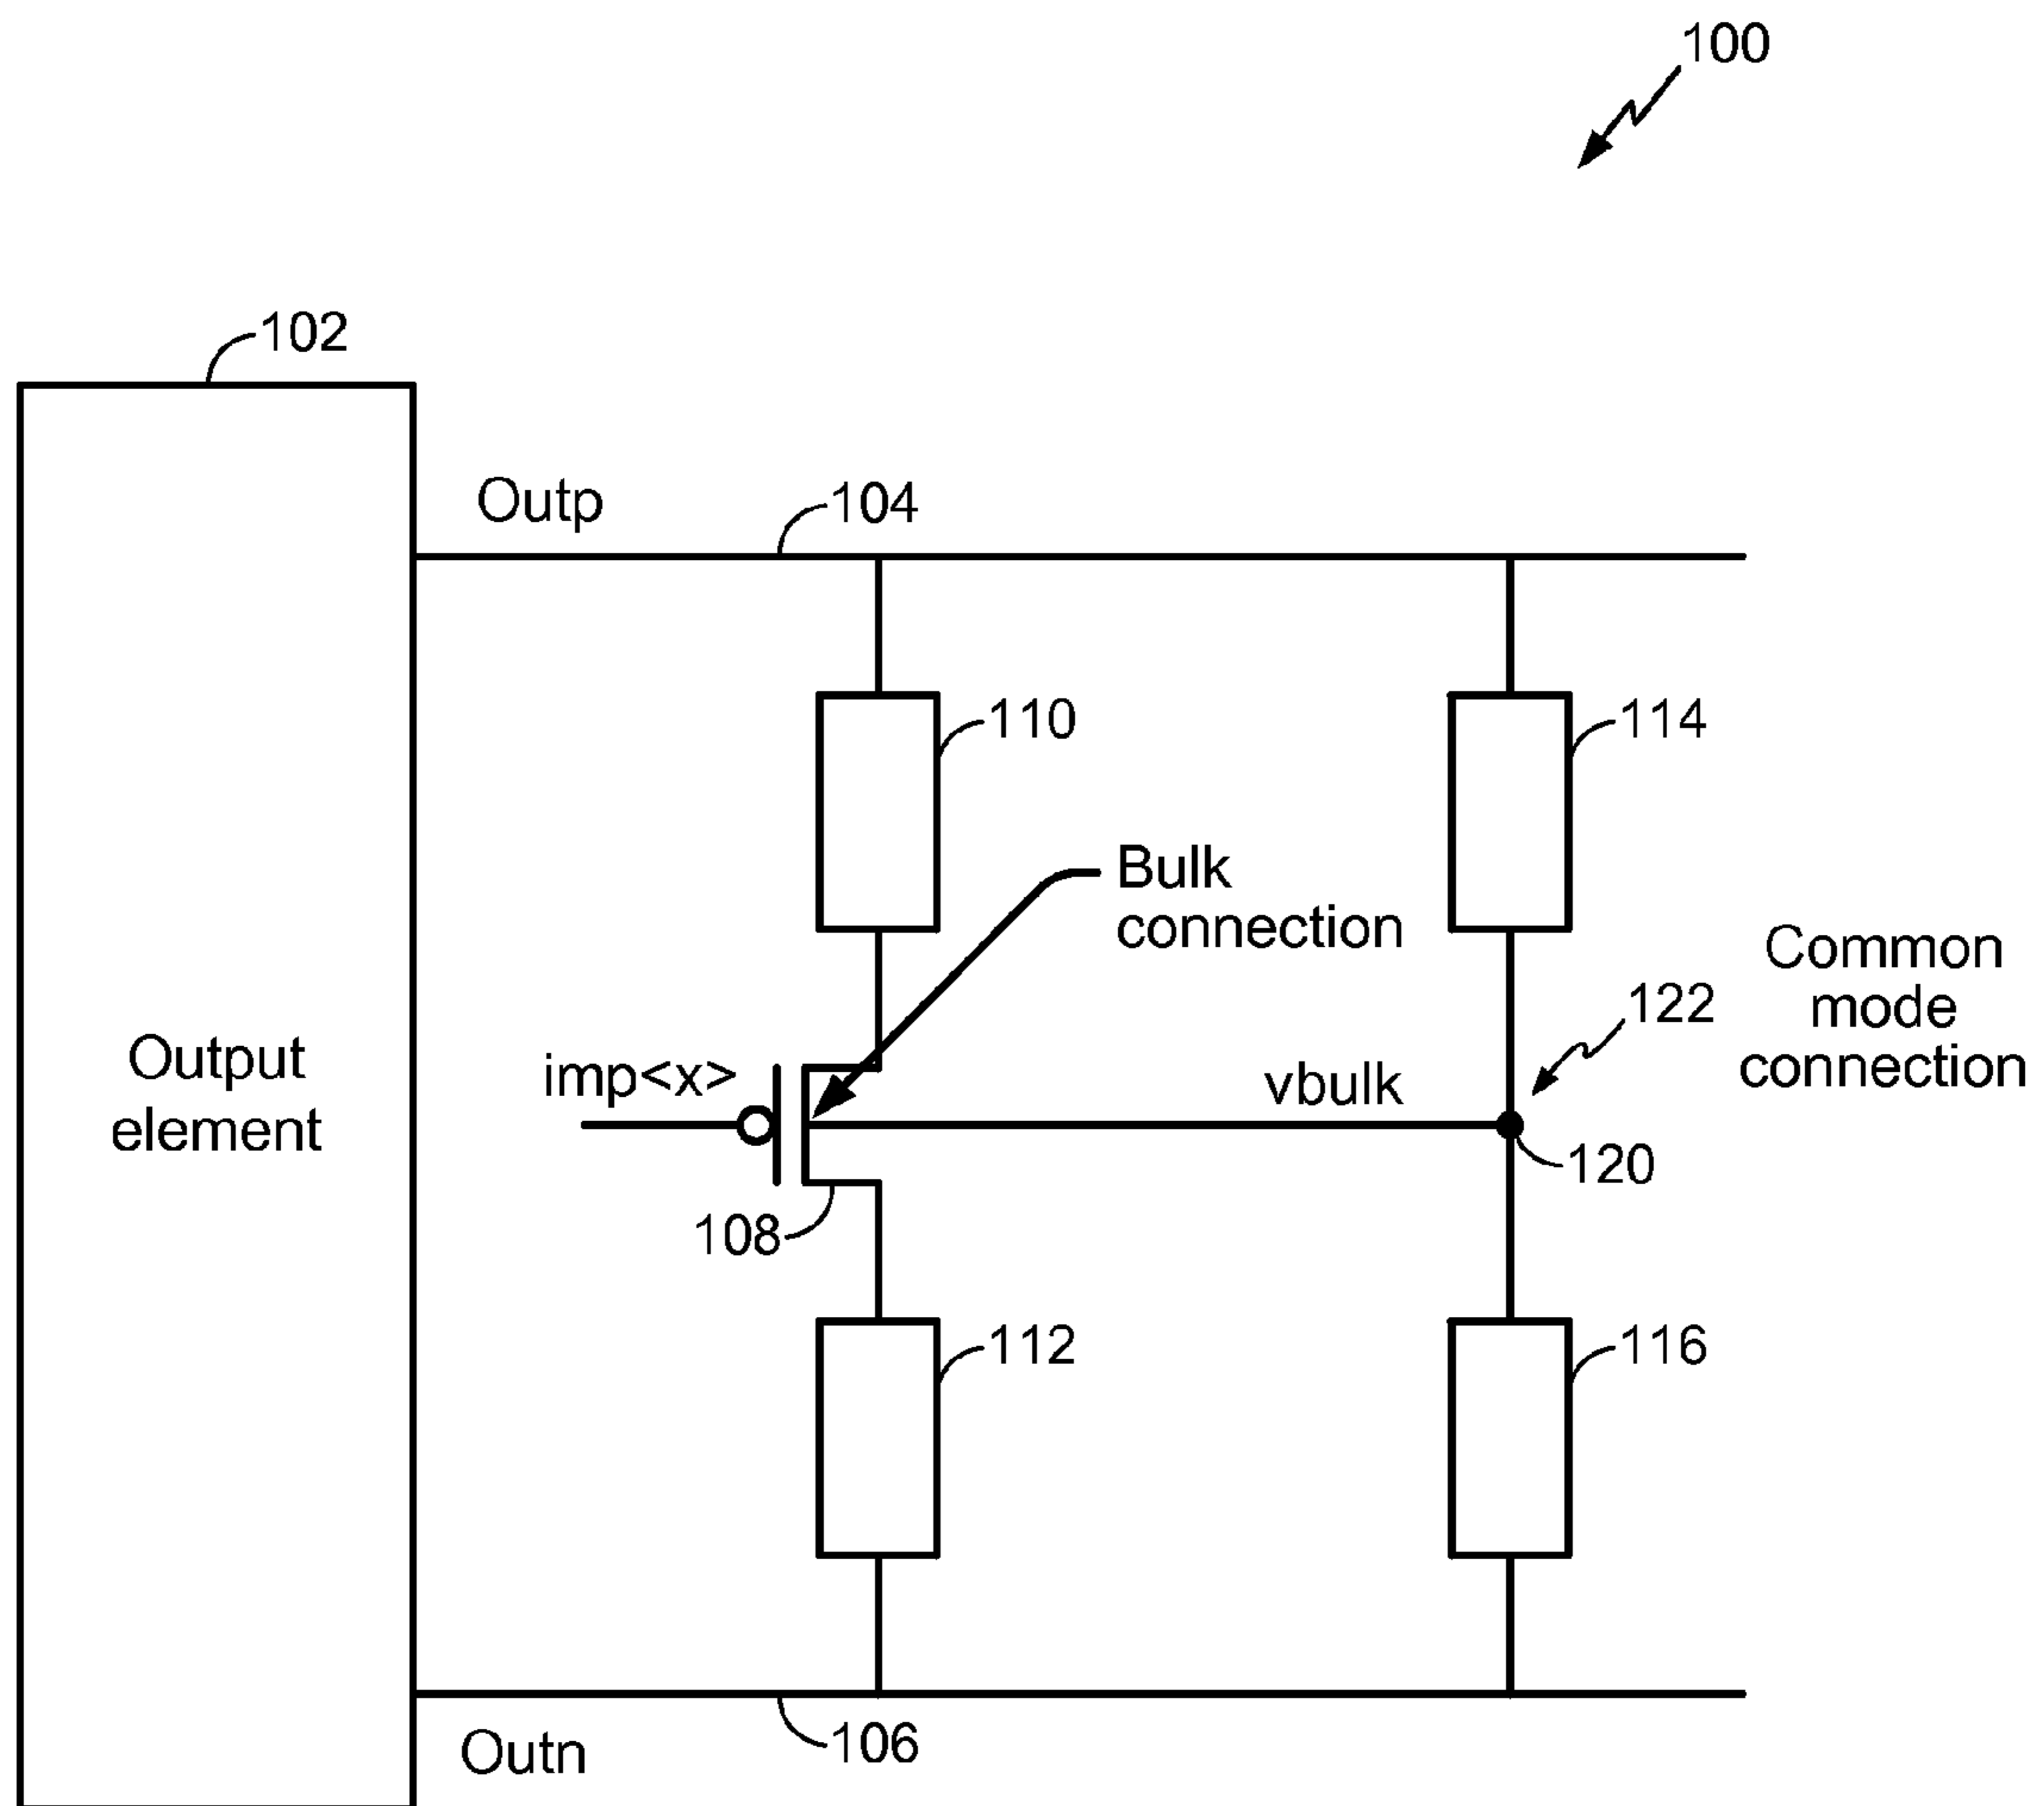 100
102
Outp
104
110
114
Bulk
connection
Common
mode
connection
122
imp<x>
vbulk
Output
element
120
108
112
116
106
Outn